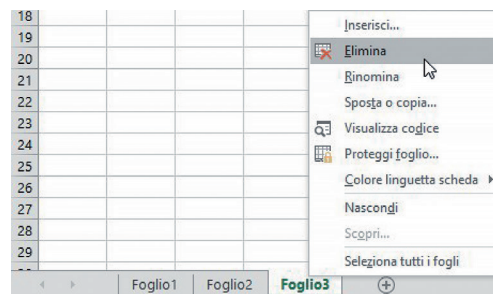 18
19
20
21
22
23
24
25
26
27
28
29
Inserisci...
Elimina
Rinomina
Sposta o copia...
Visualizza codice
Proteggi foglio...
Colore linguetta scheda
Nascondi
Scopri...
Seleziona tutti i fogli
Foglio1 Foglio2 Foglio3